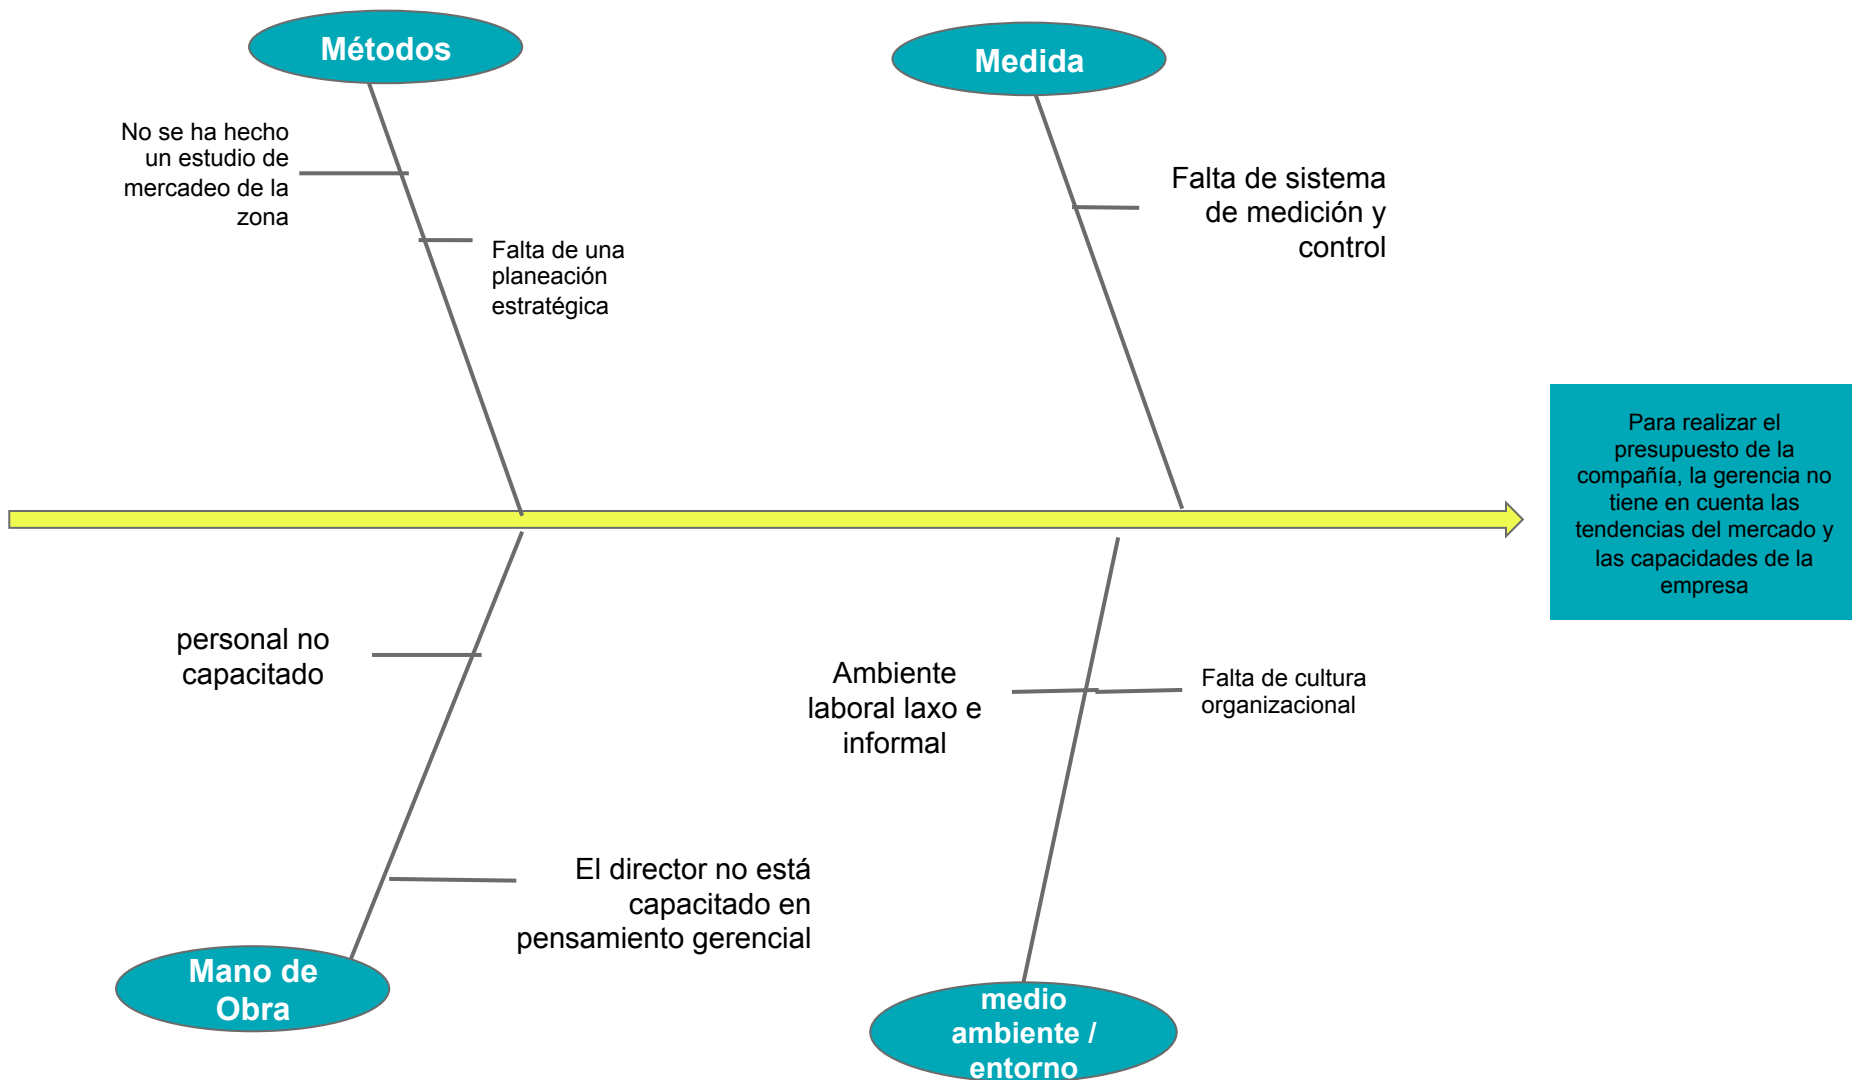 Métodos
Medida
No se ha hecho
un estudio de
mercadeo de la
zona
Falta de una
planeación
estratégica
Falta de sistema
de medición y
control
Para realizar el
presupuesto de la
compañía, la gerencia no
tiene en cuenta las
tendencias del mercado y
las capacidades de la
empresa
personal no
capacitado
El director no está
capacitado en
pensamiento gerencial
Ambiente
laboral laxo e
informal
Falta de cultura
organizacional
Mano de
Obra
medio
ambiente /
entorno